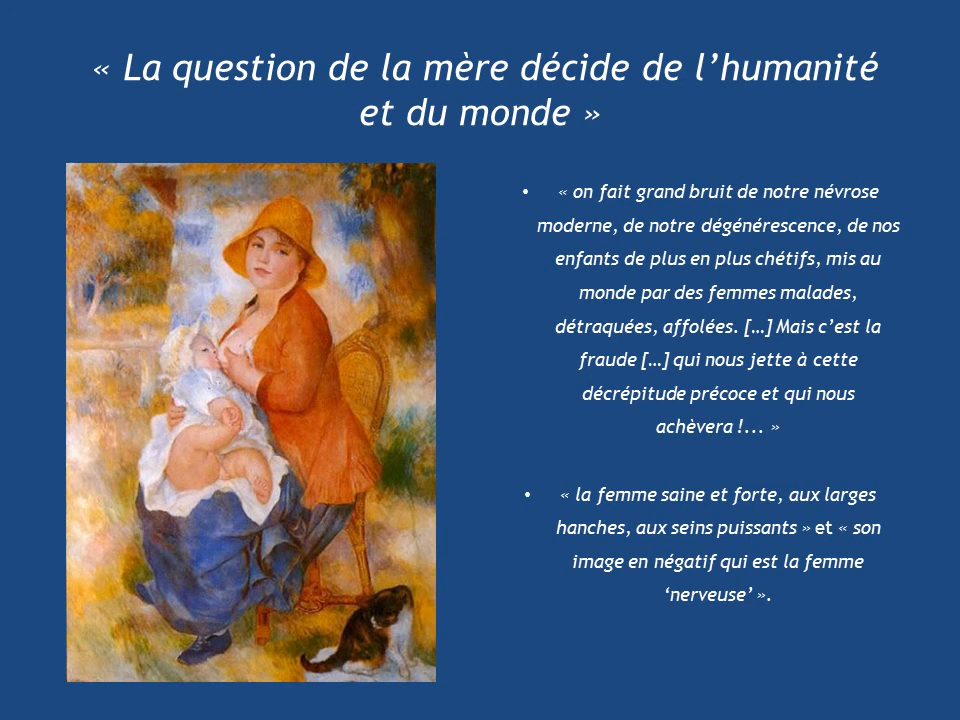 « La question de la mère décide de l’humanité
et du monde »
• « on fait grand bruit de notre névrose
moderne, de notre dégénérescence, de nos
enfants de plus en plus chétifs, mis au
monde par des femmes malades,
détraquées, affolées. […] Mais c’est la
fraude […] qui nous jette à cette
décrépitude précoce et qui nous
achèvera !... »
• « la femme saine et forte, aux larges
hanches, aux seins puissants » et « son
image en négatif qui est la femme
‘nerveuse’ ».